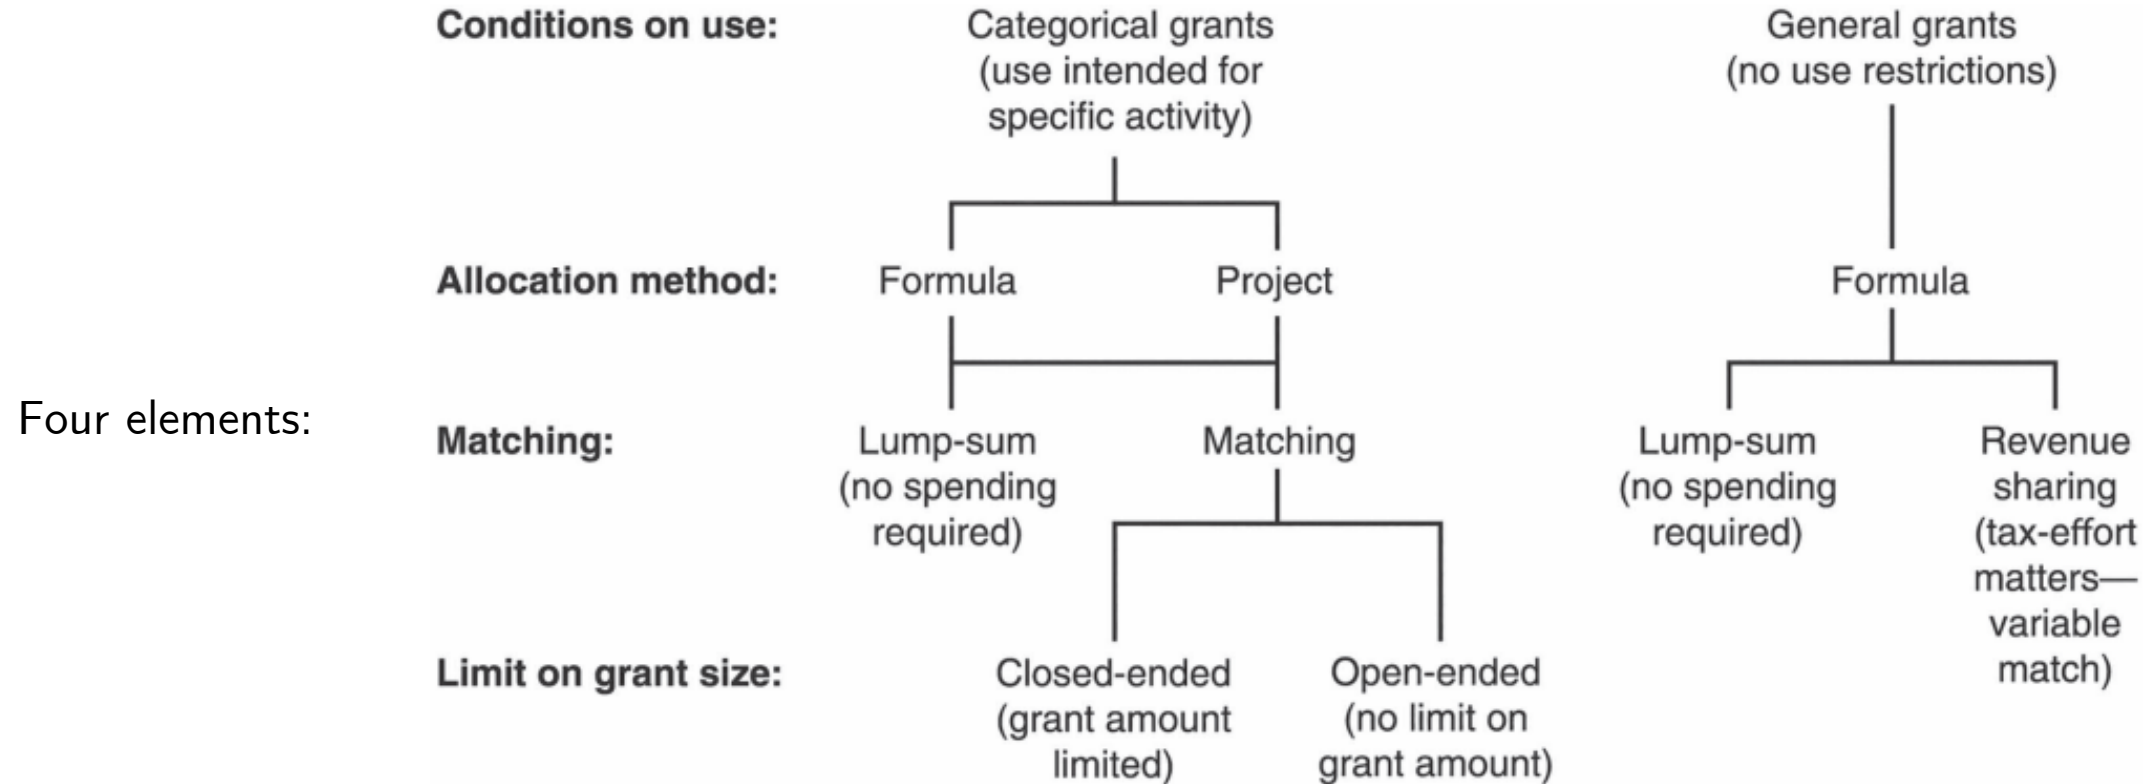 Conditions on use:
Categorical grants
(use intended for
specific activity)
General grants
(no use restrictions)
Allocation method:
Formula
Project
Formula
Four elements:
Matching:
Lump-sum
(no spending
required)
Matching
Lump-sum
(no spending
required)
Revenue
sharing
(tax-effort
matters—
variable
match)
Limit on grant size:
Closed-ended
(grant amount
limited)
Open-ended
(no limit on
grant amount)